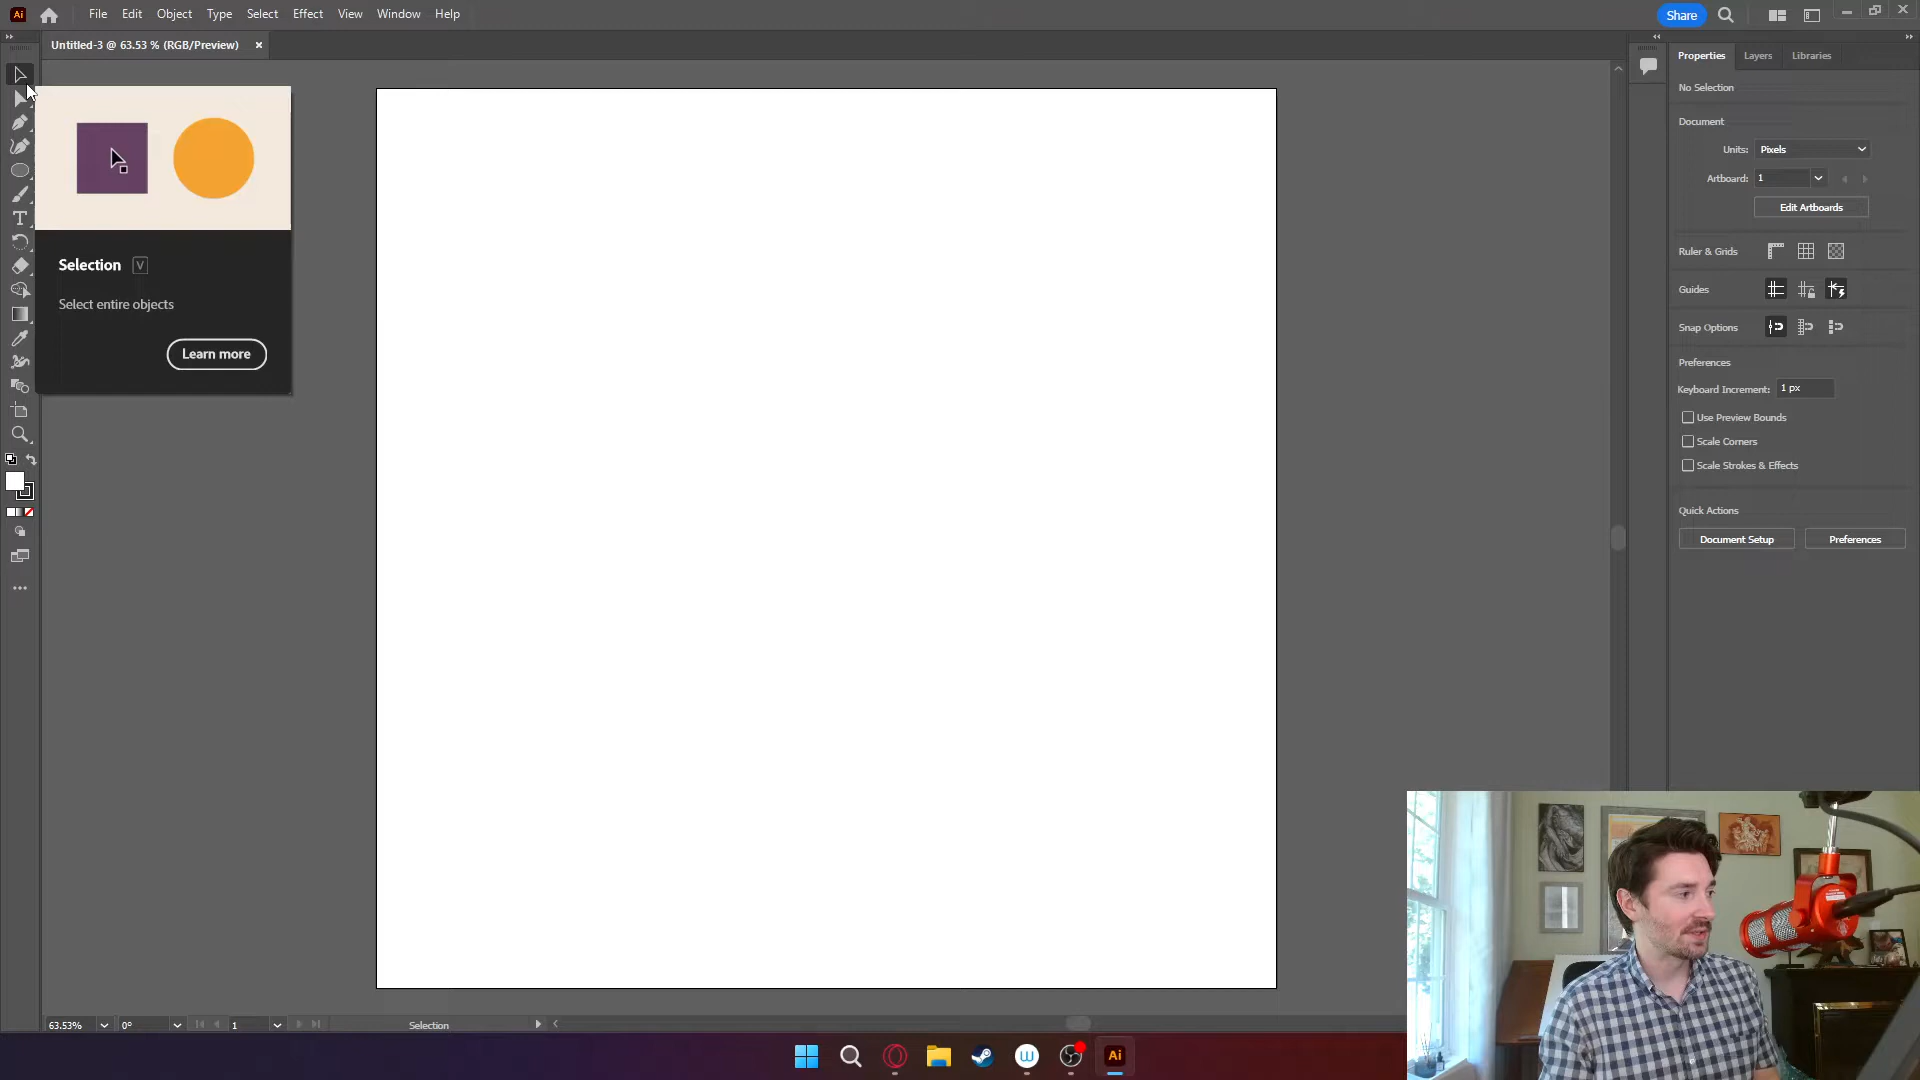 Ai File Edit Object Type Select Effect View Window Help Share
Untitled-3 @ 63.53 % (RGB/Preview) ×
Properties Layers Libraries
No Selection
Document
Units: Pixels
Artboard: 1
Edit Artboards
Ruler & Grids
Guides
Snap Options
Preferences
Keyboard Increment: 1 px
Use Preview Bounds
Scale Corners
Scale Strokes & Effects
Quick Actions
Document Setup Preferences
Selection V
Select entire objects
Learn more
63.53% 0° 1 Selection
Ai